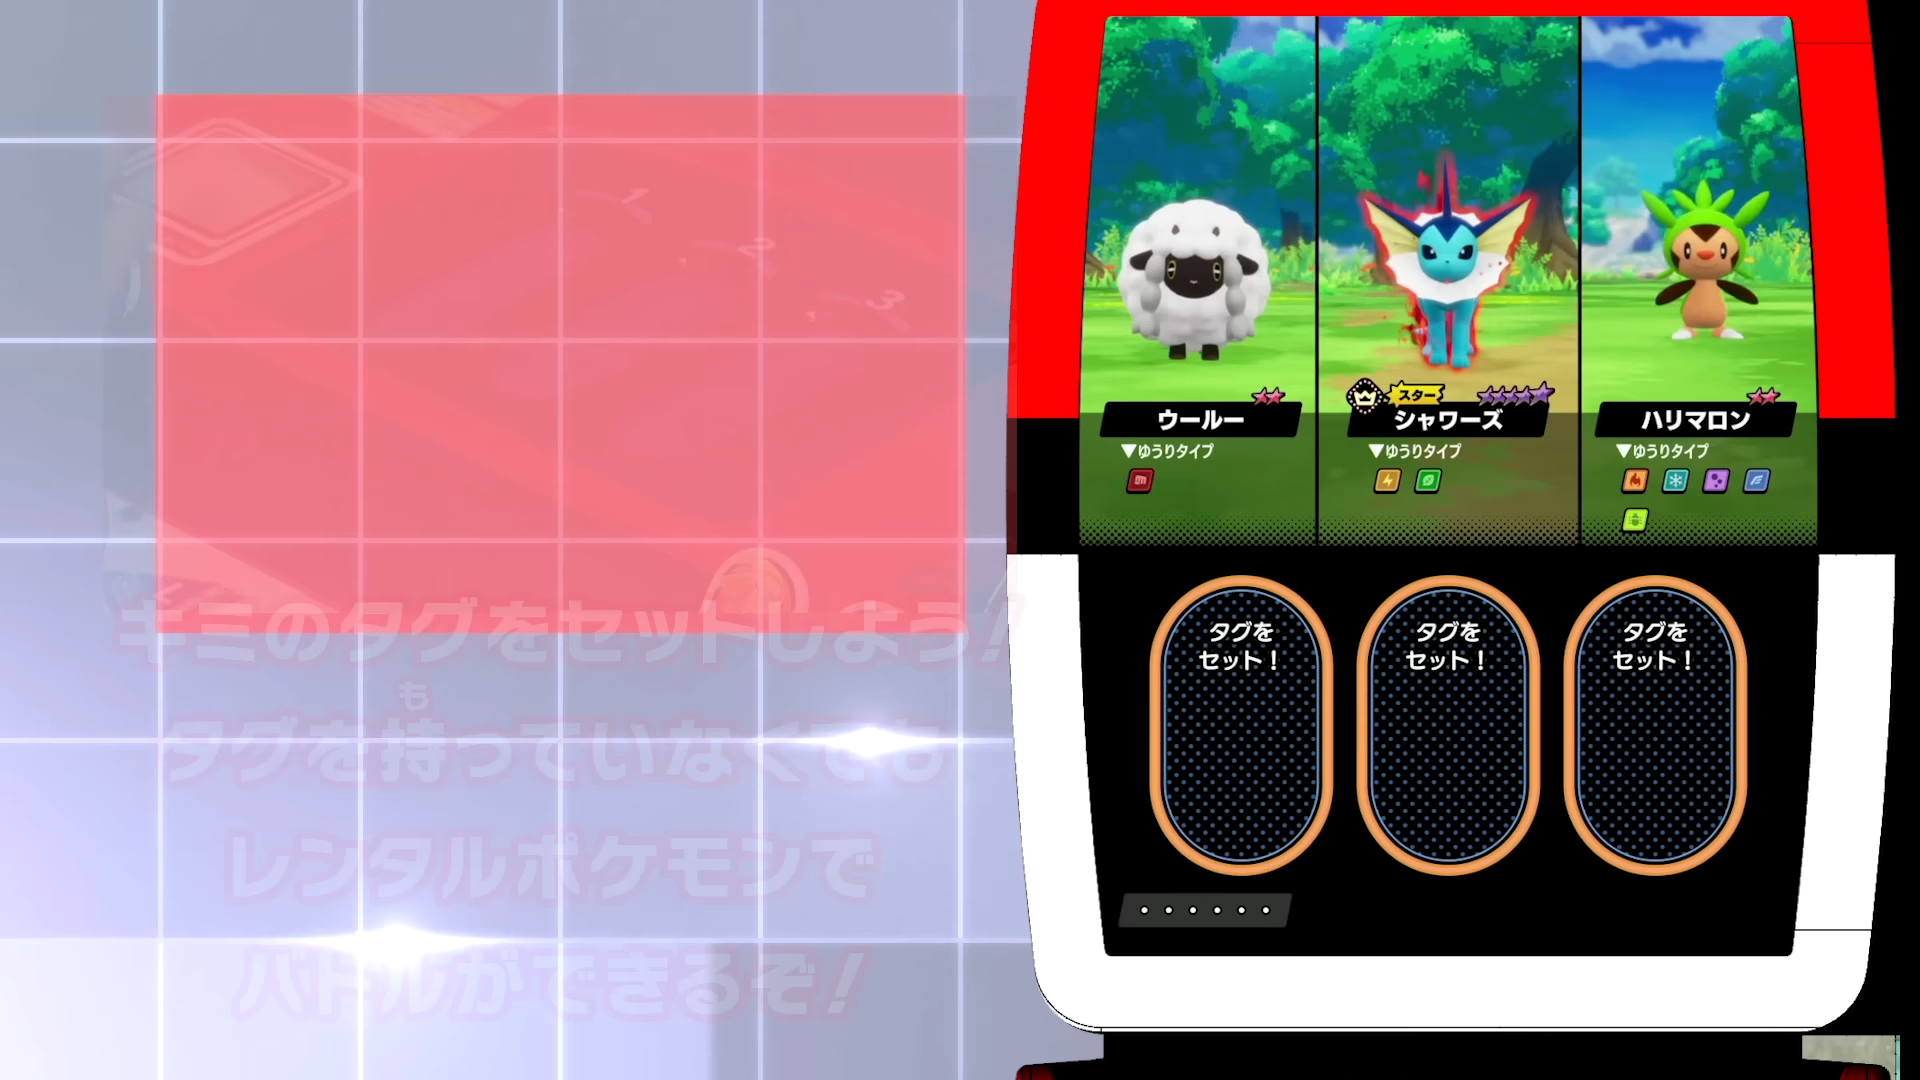 1
2
3
キミのタグをセットしよう!
も
タグを持っていなくても
レンタルポケモンで
バトルができるぞ!
スター
ウールー
シャワーズ
ハリマロン
▼ゆうりタイプ
▼ゆうりタイプ
▼ゆうりタイプ
タグを
セット!
タグを
セット!
タグを
セット!